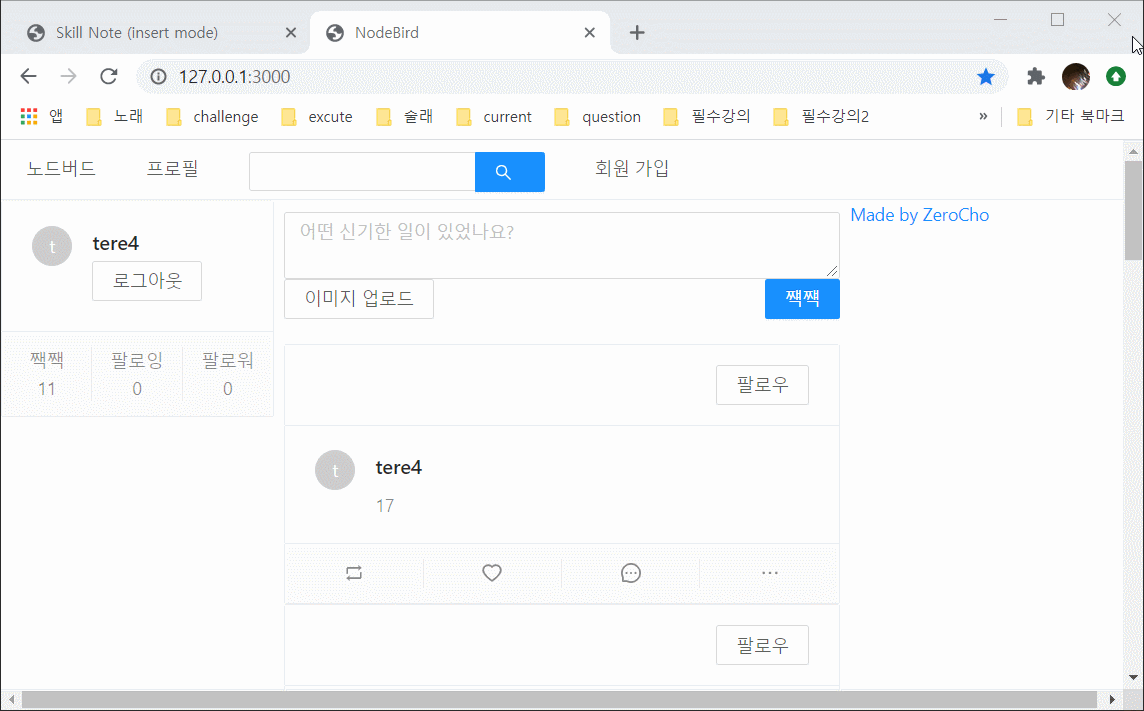 Skill Note (insert mode)
NodeBird
127.0.0.1:3000
앱 노래 challenge excute 술래 current question 필수강의 필수강의2 » 기타 북마크
노드버드 프로필 회원 가입
t tere4
로그아웃
짹짹 팔로잉 팔로워
11 0 0
어떤 신기한 일이 있었나요?
이미지 업로드 짹짹
Made by ZeroCho
팔로우
t tere4
17
팔로우